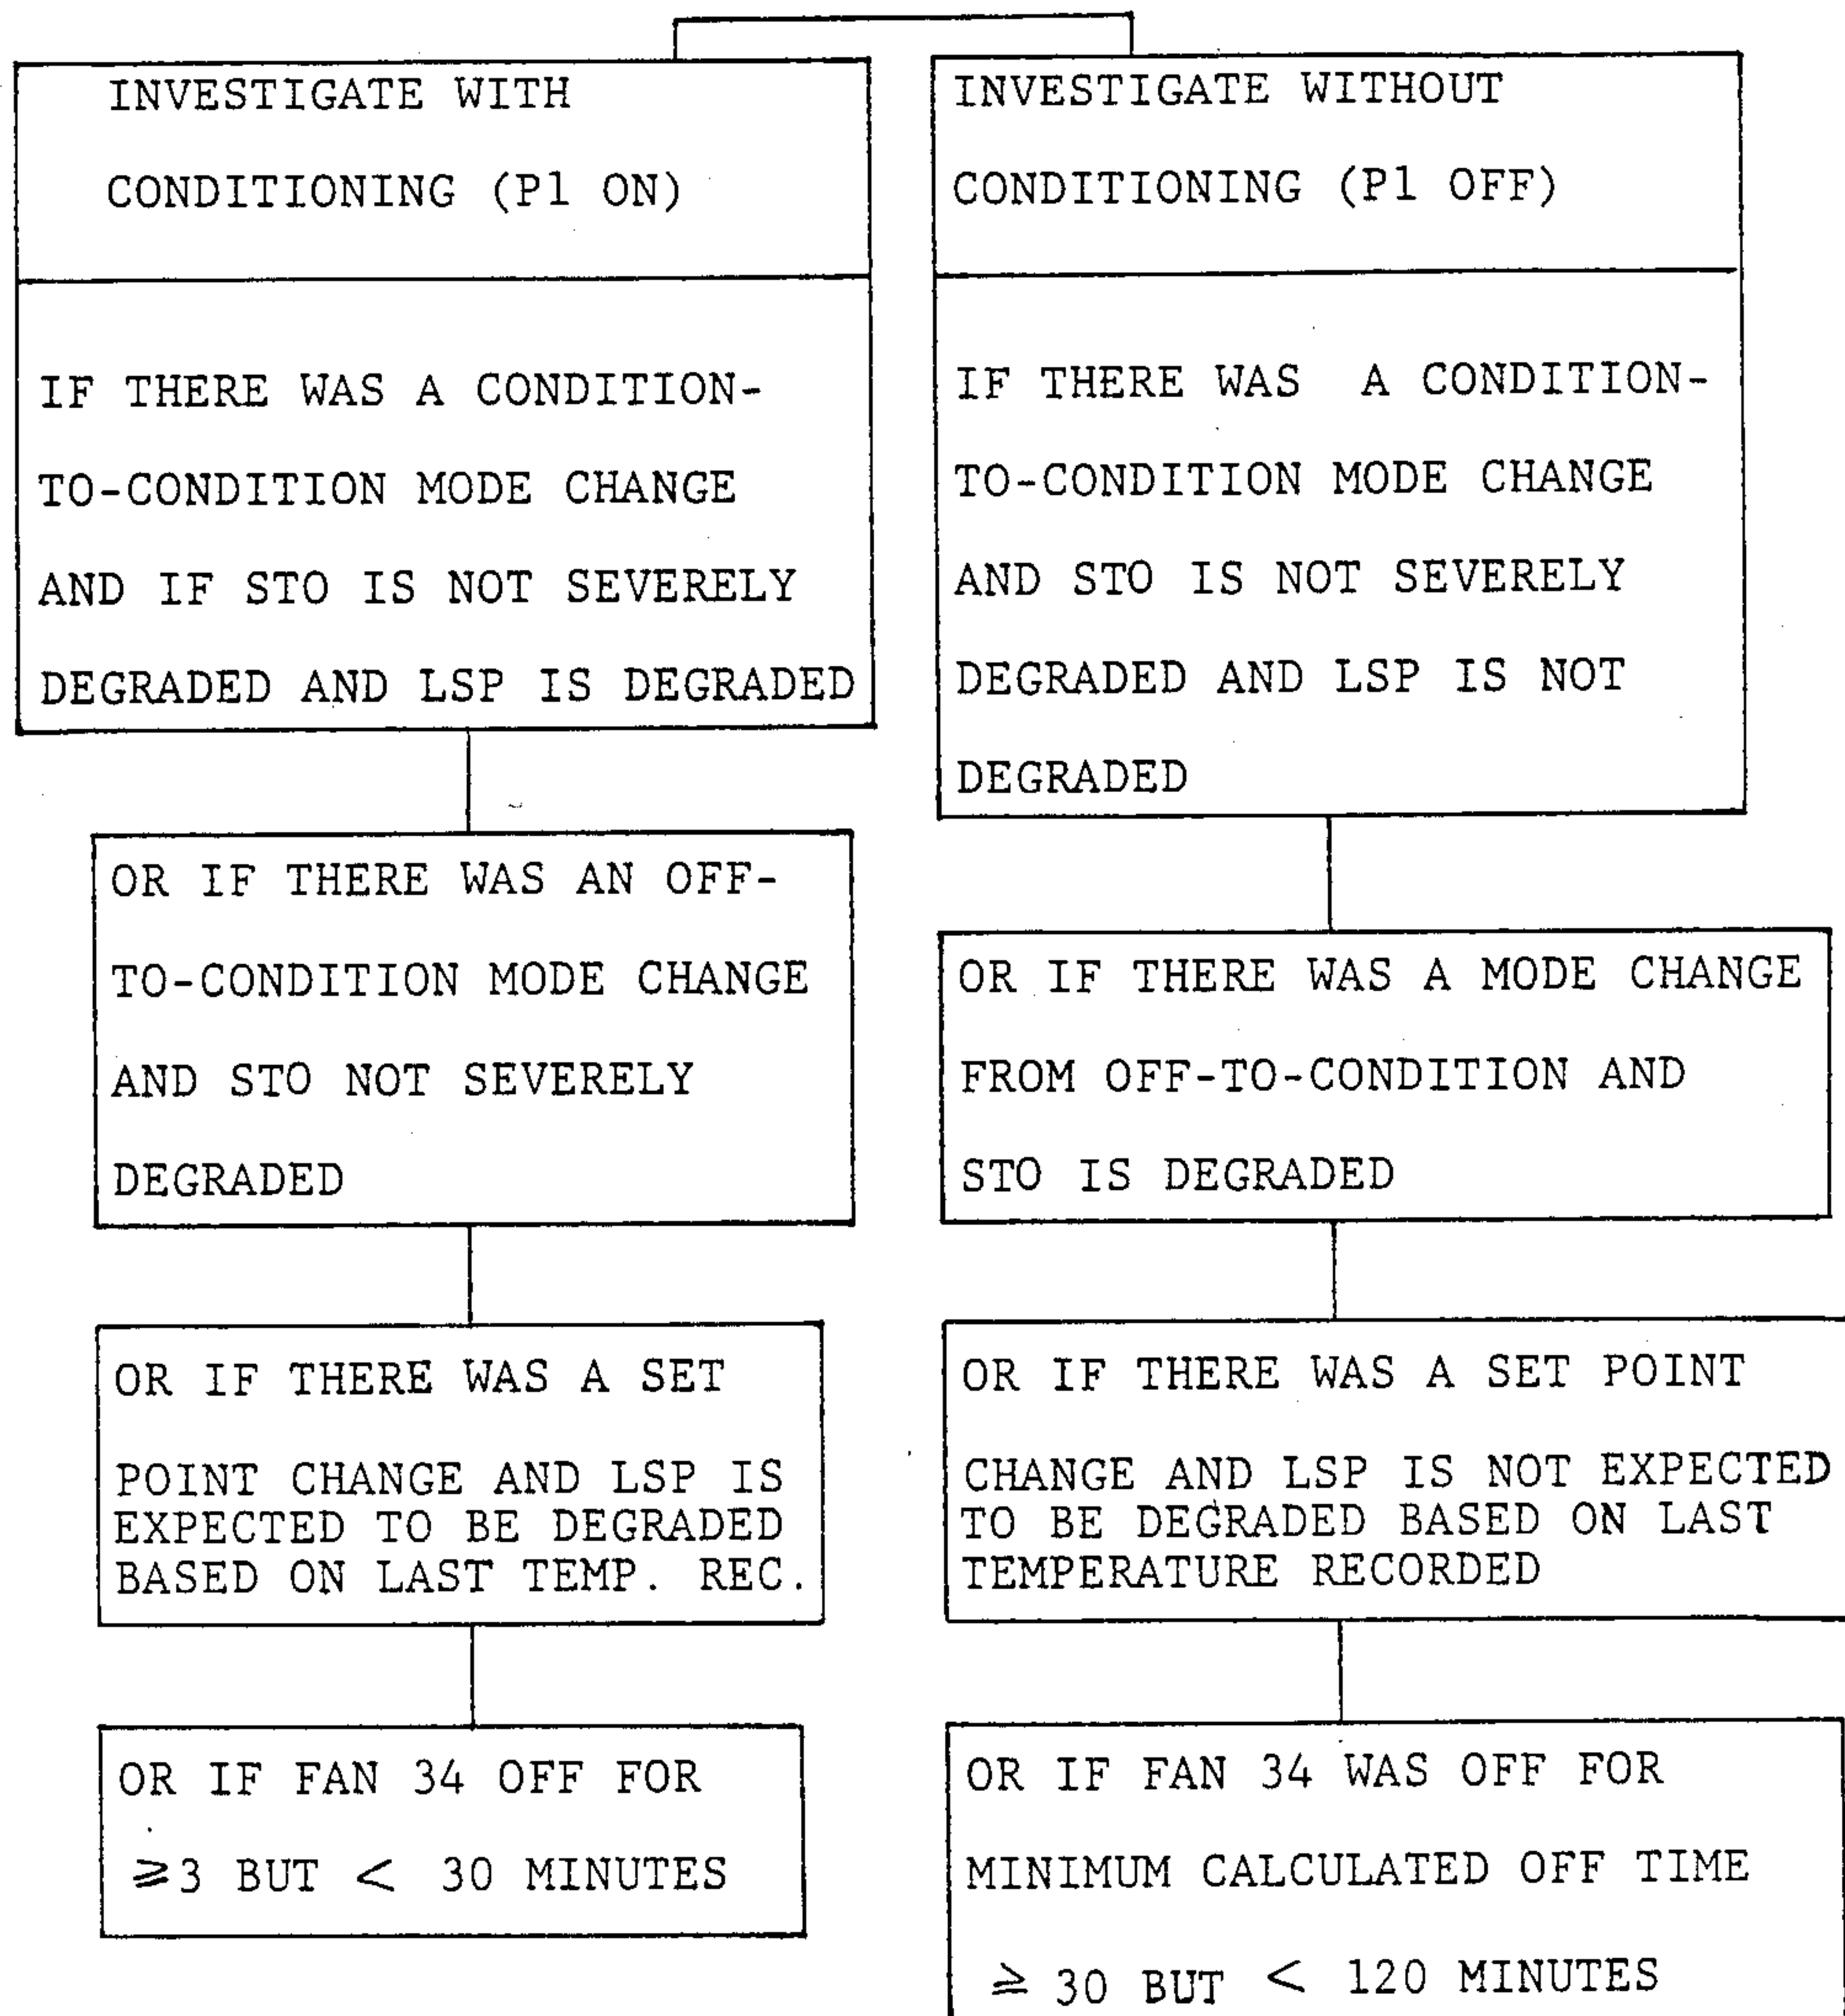 INVESTIGATE WITH
CONDITIONING (P1 ON)
IF THERE WAS A CONDITION-
TO-CONDITION MODE CHANGE
AND IF STO IS NOT SEVERELY
DEGRADED AND LSP IS DEGRADED
OR IF THERE WAS AN OFF-
TO-CONDITION MODE CHANGE
AND STO NOT SEVERELY
DEGRADED
OR IF THERE WAS A SET
POINT CHANGE AND LSP IS
EXPECTED TO BE DEGRADED
BASED ON LAST TEMP. REC.
OR IF FAN 34 OFF FOR
≥3 BUT < 30 MINUTES
INVESTIGATE WITHOUT
CONDITIONING (P1 OFF)
IF THERE WAS A CONDITION-
TO-CONDITION MODE CHANGE
AND STO IS NOT SEVERELY
DEGRADED AND LSP IS NOT
DEGRADED
OR IF THERE WAS A MODE CHANGE
FROM OFF-TO-CONDITION AND
STO IS DEGRADED
OR IF THERE WAS A SET POINT
CHANGE AND LSP IS NOT EXPECTED
TO BE DEGRADED BASED ON LAST
TEMPERATURE RECORDED
OR IF FAN 34 WAS OFF FOR
MINIMUM CALCULATED OFF TIME
≥ 30 BUT < 120 MINUTES